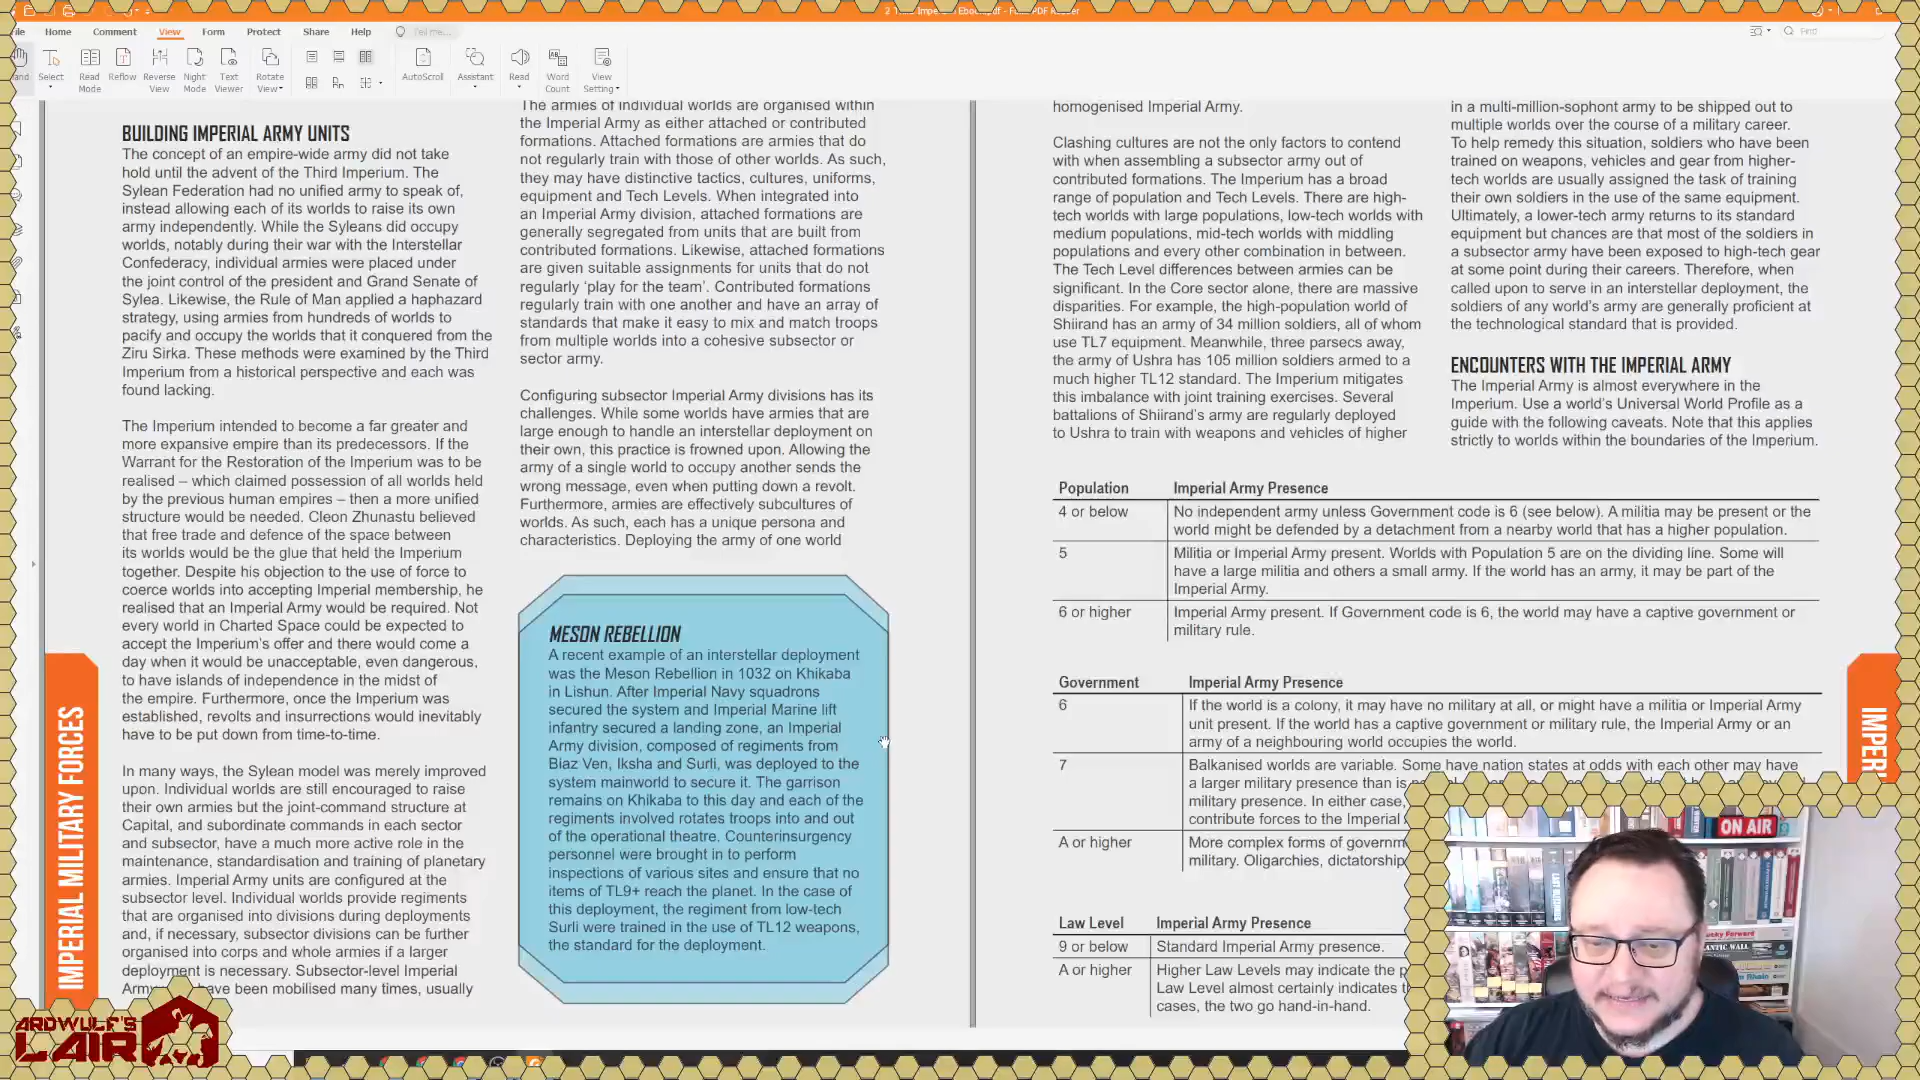 Home
Comment
View
Form
Protect
Share
Help
Tell me...
Find
Select
Read Mode
Reflow
Reverse View
Night Mode
Text Viewer
Rotate View
AutoScroll
Assistant
Read
Word Count
View Setting
BUILDING IMPERIAL ARMY UNITS
The concept of an empire-wide army did not take
hold until the advent of the Third Imperium. The
Sylean Federation had no unified army to speak of,
instead allowing each of its worlds to raise its own
army independently. While the Syleans did occupy
worlds, notably during their war with the Interstellar
Confederacy, individual armies were placed under
the joint control of the president and Grand Senate of
Sylea. Likewise, the Rule of Man applied a haphazard
strategy, using armies from hundreds of worlds to
pacify and occupy the worlds that it conquered from the
Ziru Sirka. These methods were examined by the Third
Imperium from a historical perspective and each was
found lacking.
The Imperium intended to become a far greater and
more expansive empire than its predecessors. If the
Warrant for the Restoration of the Imperium was to be
realised – which claimed possession of all worlds held
by the previous human empires – then a more unified
structure would be needed. Cleon Zhunastu believed
that free trade and defence of the space between
its worlds would be the glue that held the Imperium
together. Despite his objection to the use of force to
coerce worlds into accepting Imperial membership, he
realised that an Imperial Army would be required. Not
every world in Charted Space could be expected to
accept the Imperium's offer and there would come a
day when it would be unacceptable, even dangerous,
to have islands of independence in the midst of
the empire. Furthermore, once the Imperium was
established, revolts and insurrections would inevitably
have to be put down from time-to-time.
In many ways, the Sylean model was merely improved
upon. Individual worlds are still encouraged to raise
their own armies but the joint-command structure at
Capital, and subordinate commands in each sector
and subsector, have a much more active role in the
maintenance, standardisation and training of planetary
armies. Imperial Army units are configured at the
subsector level. Individual worlds provide regiments
that are organised into divisions during deployments
and, if necessary, subsector divisions can be further
organised into corps and whole armies if a larger
deployment is necessary. Subsector-level Imperial
Army have been mobilised many times, usually
The armies of individual worlds are organised within
the Imperial Army as either attached or contributed
formations. Attached formations are armies that do
not regularly train with those of other worlds. As such,
they may have distinctive tactics, cultures, uniforms,
equipment and Tech Levels. When integrated into
an Imperial Army division, attached formations are
generally segregated from units that are built from
contributed formations. Likewise, attached formations
are given suitable assignments for units that do not
regularly ‘play for the team’. Contributed formations
regularly train with one another and have an array of
standards that make it easy to mix and match troops
from multiple worlds into a cohesive subsector or
sector army.
Configuring subsector Imperial Army divisions has its
challenges. While some worlds have armies that are
large enough to handle an interstellar deployment on
their own, this practice is frowned upon. Allowing the
army of a single world to occupy another sends the
wrong message, even when putting down a revolt.
Furthermore, armies are effectively subcultures of
worlds. As such, each has a unique persona and
characteristics. Deploying the army of one world
MESON REBELLION
A recent example of an interstellar deployment
was the Meson Rebellion in 1032 on Khikaba
in Lishun. After Imperial Navy squadrons
secured the system and Imperial Marine lift
infantry secured a landing zone, an Imperial
Army division, composed of regiments from
Biaz Ven, Iksha and Surli, was deployed to the
system mainworld to secure it. The garrison
remains on Khikaba to this day and each of the
regiments involved rotates troops into and out
of the operational theatre. Counterinsurgency
personnel were brought in to perform
inspections of various sites and ensure that no
items of TL9+ reach the planet. In the case of
this deployment, the regiment from low-tech
Surli were trained in the use of TL12 weapons,
the standard for the deployment.
homogenised Imperial Army.
Clashing cultures are not the only factors to contend
with when assembling a subsector army out of
contributed formations. The Imperium has a broad
range of population and Tech Levels. There are high-
tech worlds with large populations, low-tech worlds with
medium populations, mid-tech worlds with middling
populations and every other combination in between.
The Tech Level differences between armies can be
significant. In the Core sector alone, there are massive
disparities. For example, the high-population world of
Shiirand has an army of 34 million soldiers, all of whom
use TL7 equipment. Meanwhile, three parsecs away,
the army of Ushra has 105 million soldiers armed to a
much higher TL12 standard. The Imperium mitigates
this imbalance with joint training exercises. Several
battalions of Shiirand's army are regularly deployed
to Ushra to train with weapons and vehicles of higher
in a multi-million-sophont army to be shipped out to
multiple worlds over the course of a military career.
To help remedy this situation, soldiers who have been
trained on weapons, vehicles and gear from higher-
tech worlds are usually assigned the task of training
their own soldiers in the use of the same equipment.
Ultimately, a lower-tech army returns to its standard
equipment but chances are that most of the soldiers in
a subsector army have been exposed to high-tech gear
at some point during their careers. Therefore, when
called upon to serve in an interstellar deployment, the
soldiers of any world's army are generally proficient at
the technological standard that is provided.
ENCOUNTERS WITH THE IMPERIAL ARMY
The Imperial Army is almost everywhere in the
Imperium. Use a world's Universal World Profile as a
guide with the following caveats. Note that this applies
strictly to worlds within the boundaries of the Imperium.
Population Imperial Army Presence
4 or below No independent army unless Government code is 6 (see below). A militia may be present or the
world might be defended by a detachment from a nearby world that has a higher population.
5 Militia or Imperial Army present. Worlds with Population 5 are on the dividing line. Some will
have a large militia and others a small army. If the world has an army, it may be part of the
Imperial Army.
6 or higher Imperial Army present. If Government code is 6, the world may have a captive government or
military rule.
Government Imperial Army Presence
6 If the world is a colony, it may have no military at all, or might have a militia or Imperial Army
unit present. If the world has a captive government or military rule, the Imperial Army or an
army of a neighbouring world occupies the world.
7 Balkanised worlds are variable. Some have nation states at odds with each other may have
a larger military presence than is
military presence. In either case,
contribute forces to the Imperial
A or higher More complex forms of governm
military. Oligarchies, dictatorship
Law Level Imperial Army Presence
9 or below Standard Imperial Army presence.
A or higher Higher Law Levels may indicate the p
Law Level almost certainly indicates t
cases, the two go hand-in-hand.
IMPERIAL MILITARY FORCES
IMPERI
ON AIR
ARDWULF'S
LAIR